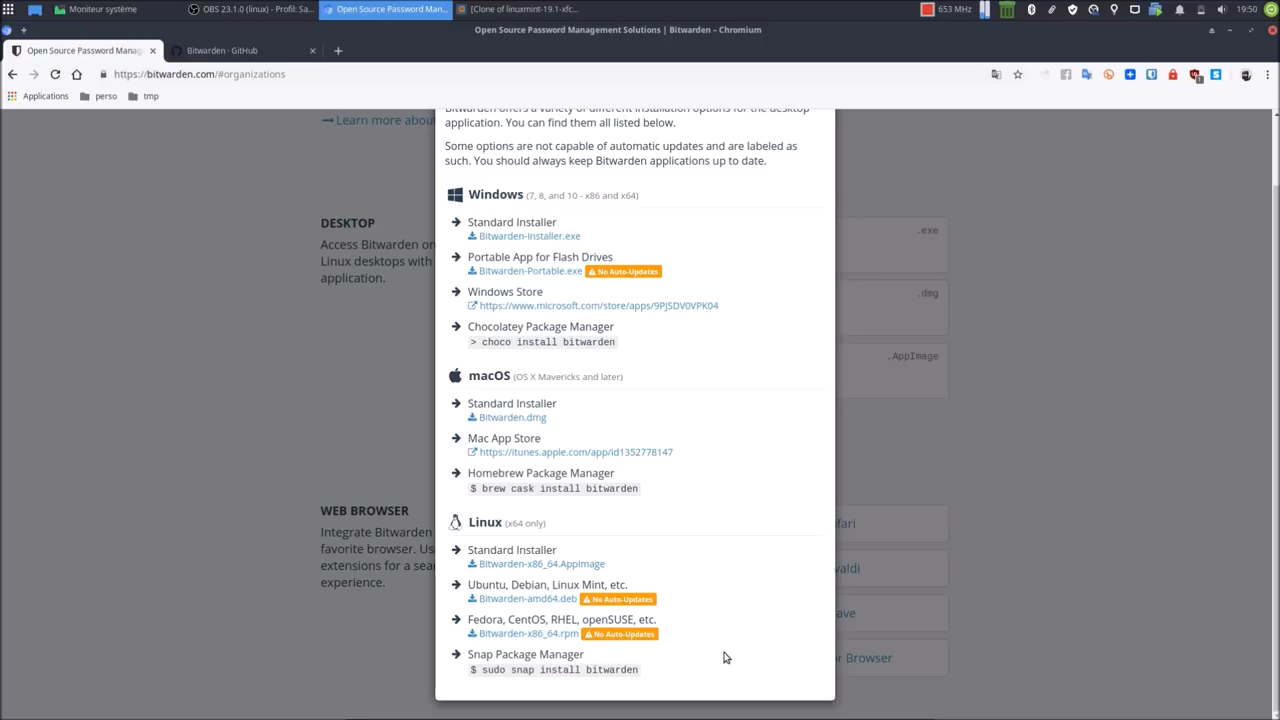 Moniteur système
OBS 23.1.0 (linux) - Profil: Sa...
Open Source Password Man...
[Clone of linuxmint-19.1-xfc...
653 MHz
19:50
Open Source Password Management Solutions | Bitwarden – Chromium
Open Source Password Manag
Bitwarden · GitHub
https://bitwarden.com/#organizations
Applications
perso
tmp
Bitwarden offers a variety of different installation options for the desktop
application. You can find them all listed below.
Some options are not capable of automatic updates and are labeled as
such. You should always keep Bitwarden applications up to date.
Windows (7, 8, and 10 - x86 and x64)
Standard Installer
Bitwarden-Installer.exe
Portable App for Flash Drives
Bitwarden-Portable.exe No Auto-Updates
Windows Store
https://www.microsoft.com/store/apps/9PJSDV0VPK04
Chocolatey Package Manager
> choco install bitwarden
macOS (OS X Mavericks and later)
Standard Installer
Bitwarden.dmg
Mac App Store
https://itunes.apple.com/app/id1352778147
Homebrew Package Manager
$ brew cask install bitwarden
Linux (x64 only)
Standard Installer
Bitwarden-x86_64.AppImage
Ubuntu, Debian, Linux Mint, etc.
Bitwarden-amd64.deb No Auto-Updates
Fedora, CentOS, RHEL, openSUSE, etc.
Bitwarden-x86_64.rpm No Auto-Updates
Snap Package Manager
$ sudo snap install bitwarden
Learn more abou
DESKTOP
Access Bitwarden on
Linux desktops with
application.
.exe
.dmg
.AppImage
WEB BROWSER
Integrate Bitwarden
favorite browser. Us
extensions for a sea
experience.
afari
valdi
ave
or Browser